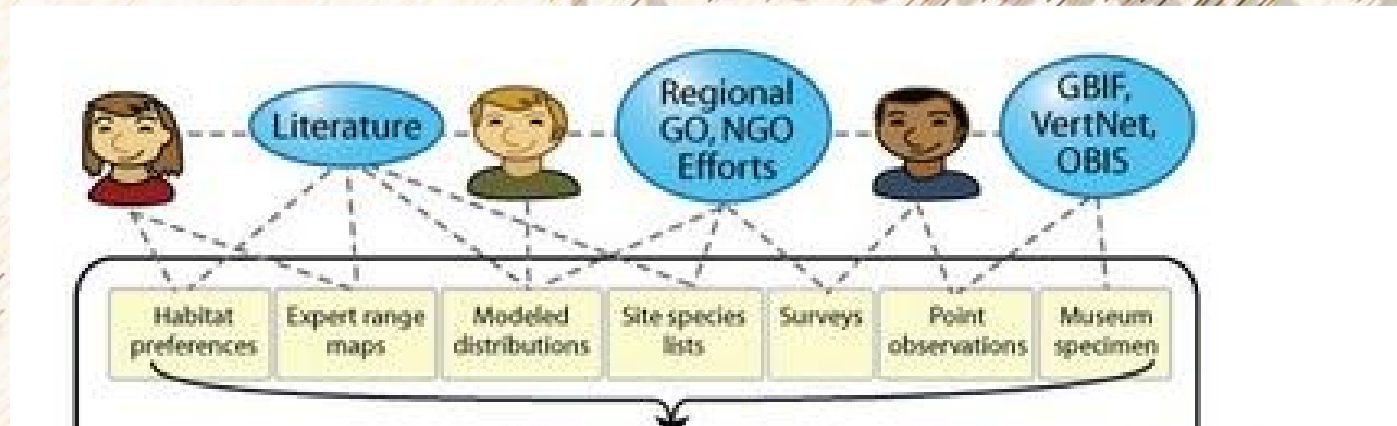 Literature
Regional
GO, NGO
Efforts
GBIF,
VertNet,
OBIS
Habitat
preferences
Expert range
maps
Modeled
distributions
Site species
lists
Surveys
Point
observations
Museum
specimen